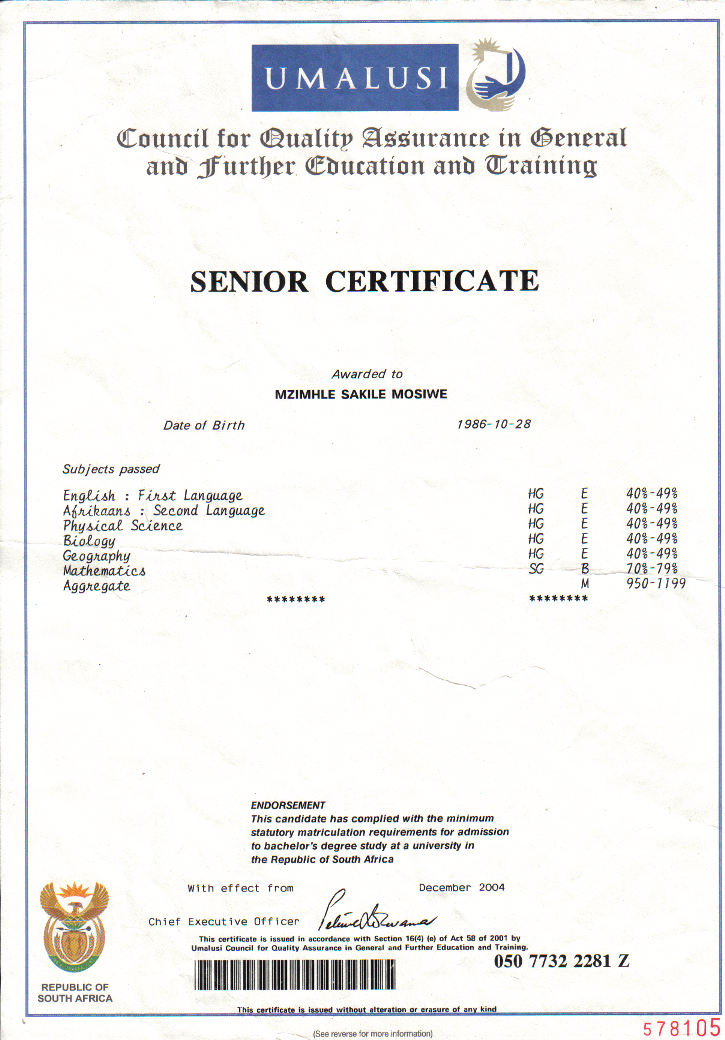 UMALUSI
Council for Quality Assurance in General
and Further Education and Training
SENIOR CERTIFICATE
Awarded to
MZIMHLE SAKILE MOSIWE
Date of Birth 1986-10-28
Subjects passed
English : First Language HG E 40%-49%
Afrikaans : Second Language HG E 40%-49%
Physical Science HG E 40%-49%
Biology HG E 40%-49%
Geography HG E 40%-49%
Mathematics SG B 70%-79%
Aggregate M 950-1199
******** ********
ENDORSEMENT
This candidate has complied with the minimum
statutory matriculation requirements for admission
to bachelor's degree study at a university in
the Republic of South Africa
With effect from December 2004
Chief Executive Officer
This certificate is issued in accordance with Section 16(4) (e) of Act 58 of 2001 by
Umalusi Council for Quality Assurance in General and Further Education and Training.
050 7732 2281 Z
REPUBLIC OF
SOUTH AFRICA
This certificate is issued without alteration or erasure of any kind
(See reverse for more information)
578105